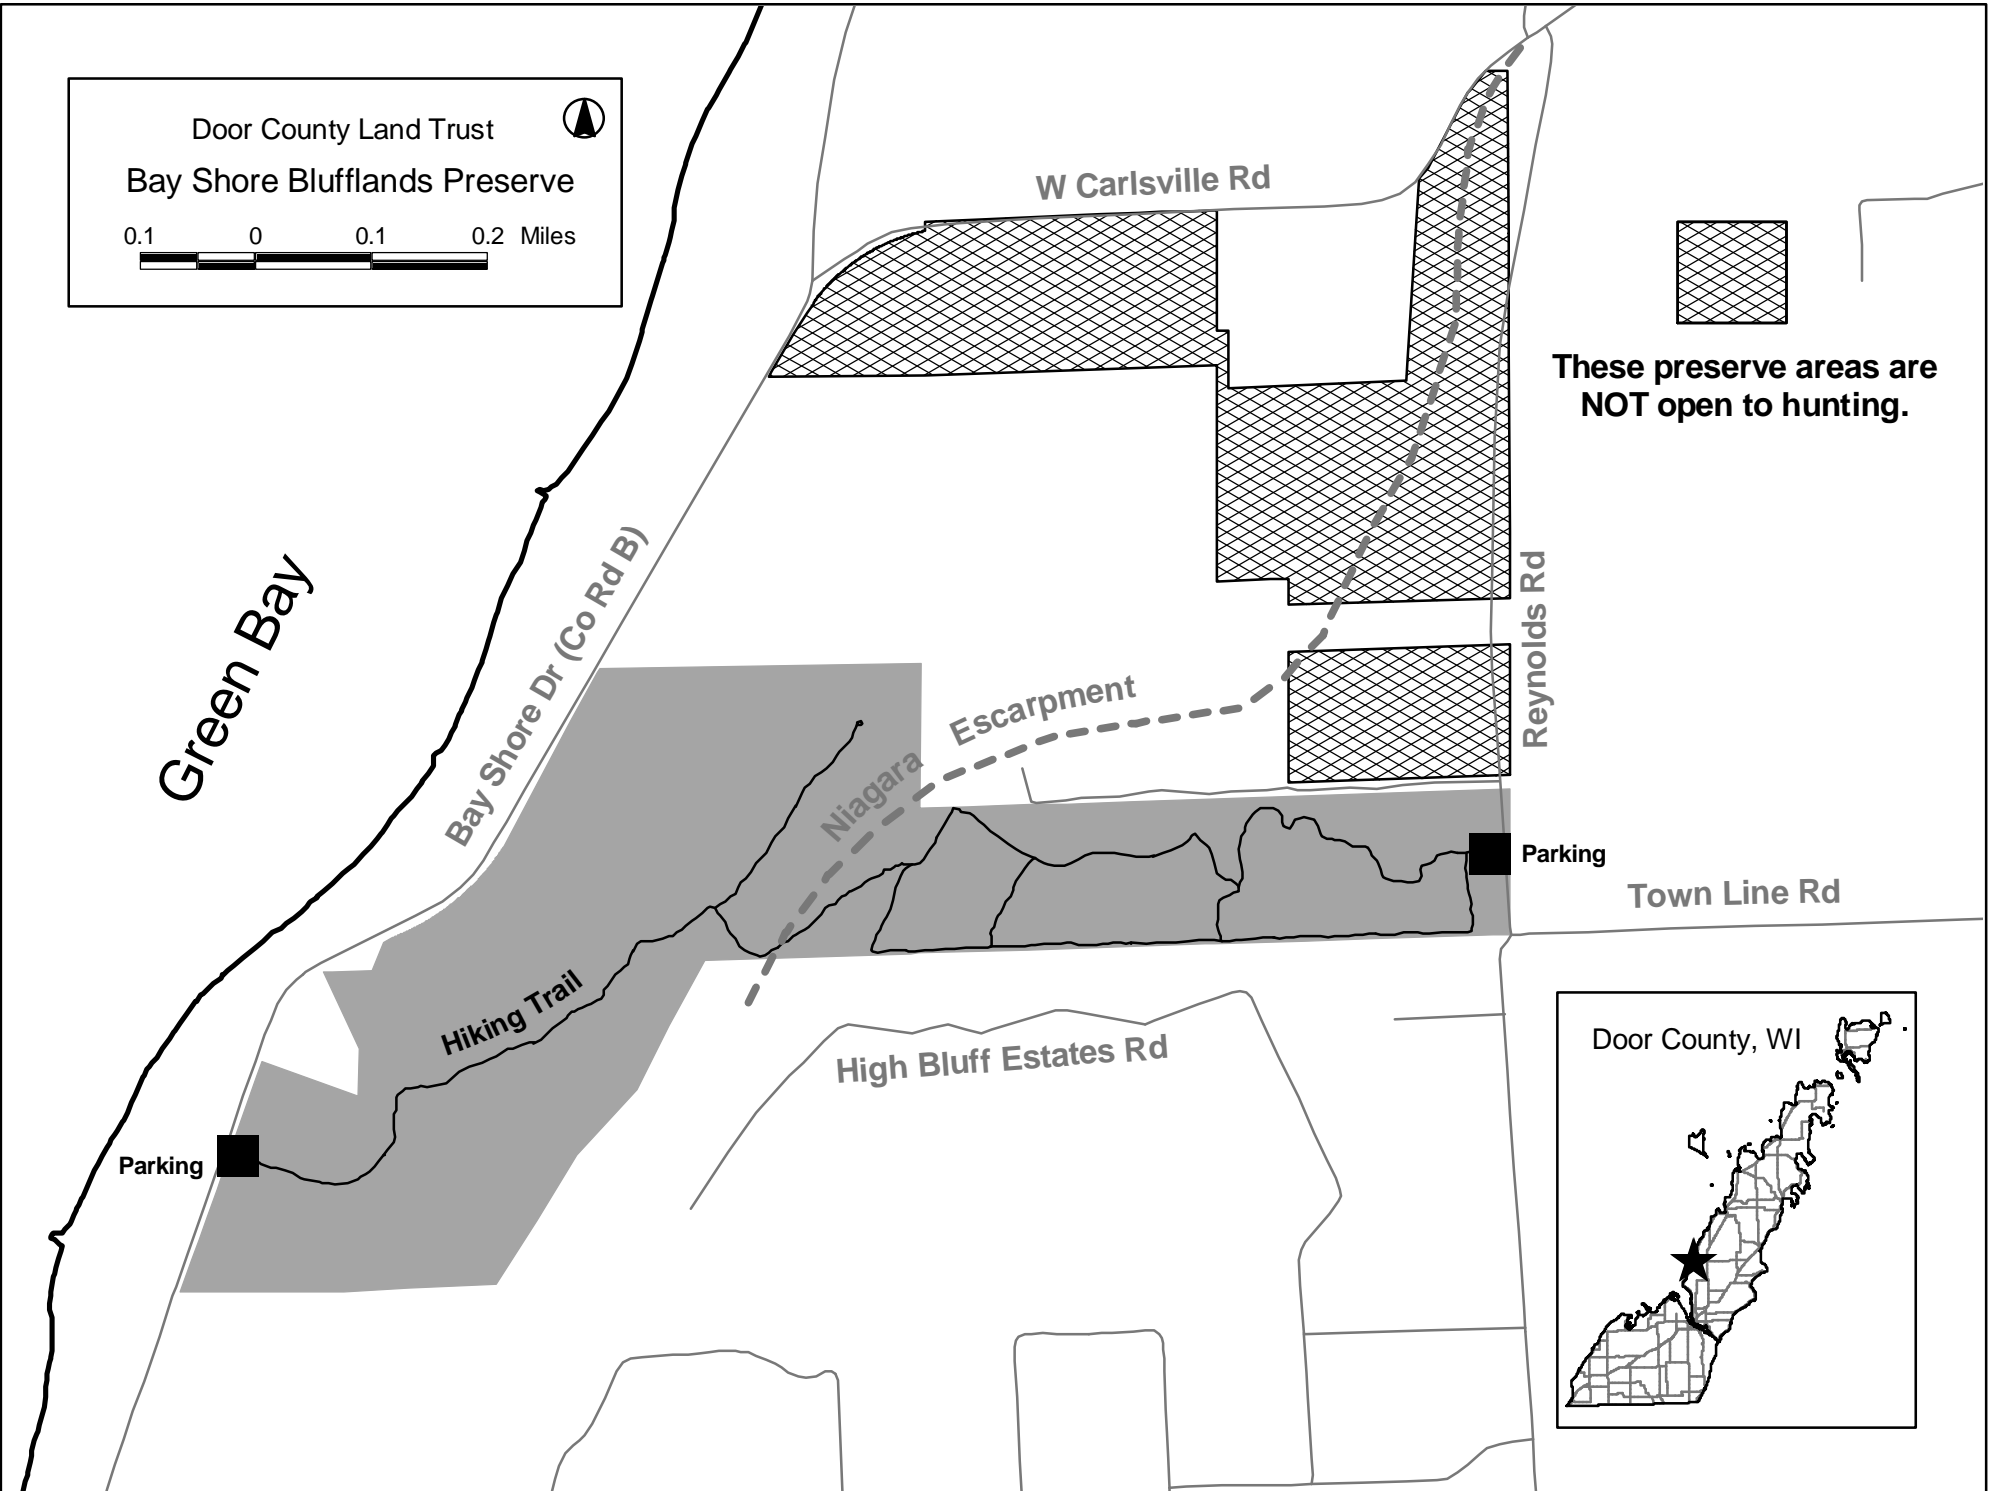 Door County Land Trust
Bay Shore Blufflands Preserve
0.1 0 0.1 0.2 Miles
W Carlsville Rd
These preserve areas are
NOT open to hunting.
Green Bay
Bay Shore Dr (Co Rd B)
Reynolds Rd
Niagara Escarpment
Parking
Town Line Rd
Hiking Trail
High Bluff Estates Rd
Parking
Door County, WI